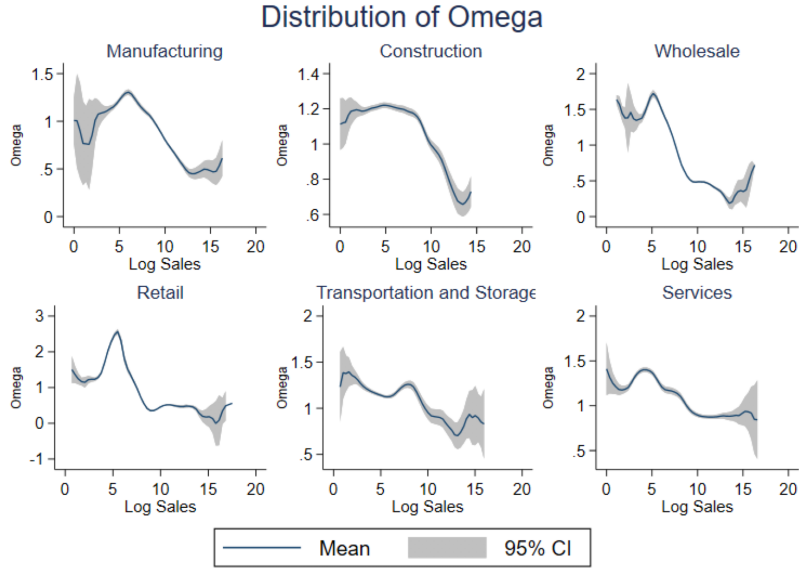 Distribution of Omega
Manufacturing
Construction
Wholesale
1.5
1
.5
0
Omega
0 5 10 15 20
Log Sales
1.4
1.2
1
.8
.6
Omega
0 5 10 15 20
Log Sales
2
1.5
1
.5
0
Omega
0 5 10 15 20
Log Sales
Retail
Transportation and Storage
Services
3
2
1
0
-1
Omega
0 5 10 15 20
Log Sales
2
1.5
1
.5
Omega
0 5 10 15 20
Log Sales
2
1.5
1
.5
Omega
0 5 10 15 20
Log Sales
Mean 95% CI